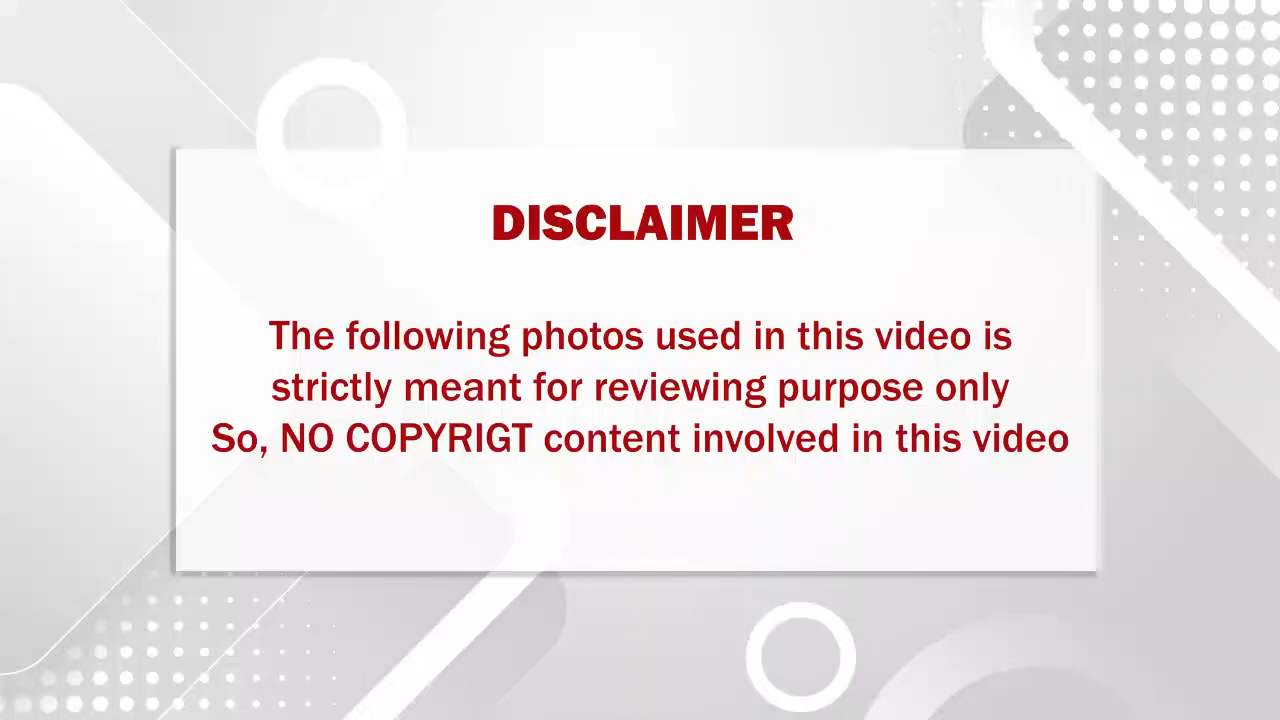 DISCLAIMER
The following photos used in this video is
strictly meant for reviewing purpose only
So, NO COPYRIGT content involved in this video